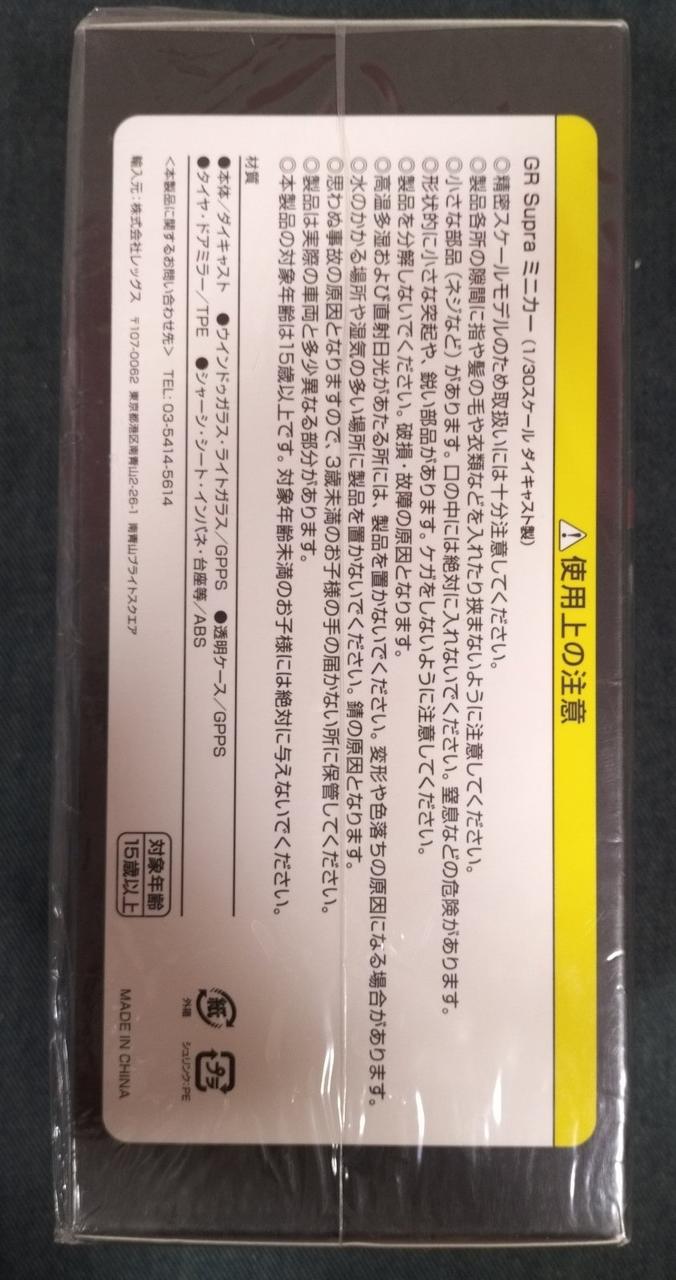 使用上の注意
GR Supra ミニカー（1/30スケール ダイキャスト製）
◎精密スケールモデルのため取扱いには十分注意してください。
◎製品各所の隙間に指や髪の毛や衣類などを入れたり挟まないように注意してください。
◎小さな部品（ネジなど）があります。口の中には絶対に入れないでください。窒息などの危険があります。
◎形状的に小さな突起や、鋭い部品があります。ケガをしないように注意してください。
◎製品を分解しないでください。破損・故障の原因となります。
◎高温多湿および直射日光があたる所には、製品を置かないでください。変形や色落ちの原因になる場合があります。
◎水のかかる場所や湿気の多い場所に製品を置かないでください。錆の原因となります。
◎思わぬ事故の原因となりますので、3歳未満のお子様の手の届かない所に保管してください。
◎製品は実際の車両と多少異なる部分があります。
◎本製品の対象年齢は15歳以上です。対象年齢未満のお子様には絶対に与えないでください。
材質
●本体／ダイキャスト ●ウインドゥガラス・ライトガラス／GPPS ●透明ケース／GPPS
●タイヤ・ドアミラー／TPE ●シャーシ・シート・インパネ・台座等／ABS
＜本製品に関するお問い合わせ先＞ TEL: 03-5414-5614
輸入元：株式会社レッグス 〒107-0062 東京都港区南青山2-26-1 南青山ブライトスクエア
対象年齢
15歳以上
紙
外箱
プラ
シュリンク：PE
MADE IN CHINA